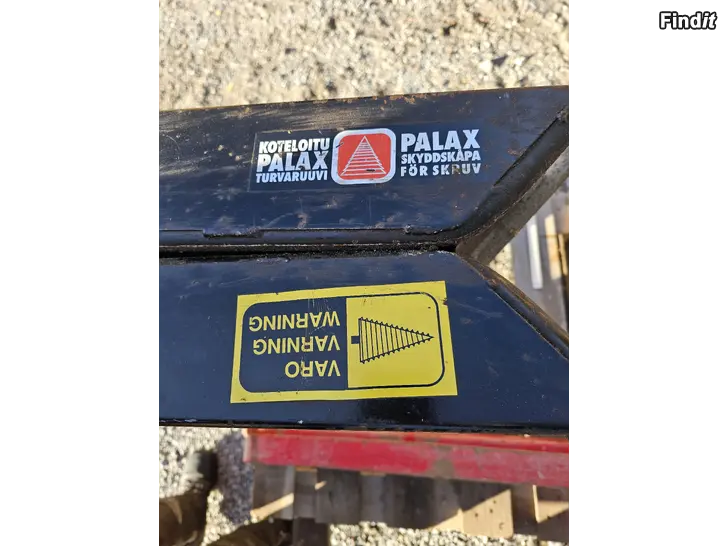 Findit
KOTELOITU
PALAX
TURVARUUVI
PALAX
SKYDDSKÅPA
FÖR SKRUV
VARO
VARNING
WARNING